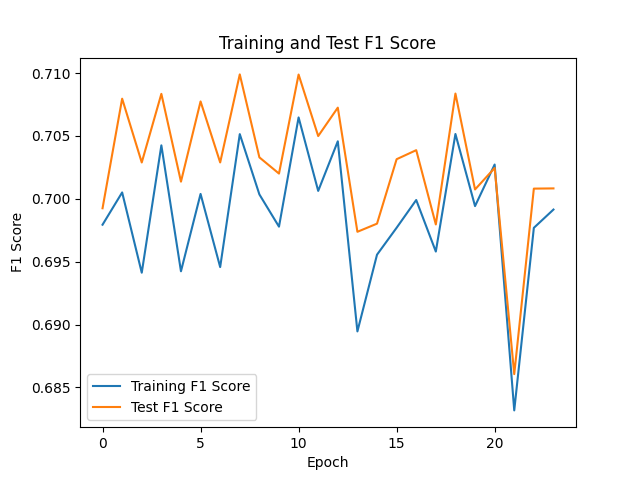 Training and Test F1 Score
F1 Score
0.710
0.705
0.700
0.695
0.690
0.685
Training F1 Score
Test F1 Score
0
5
10
15
20
Epoch